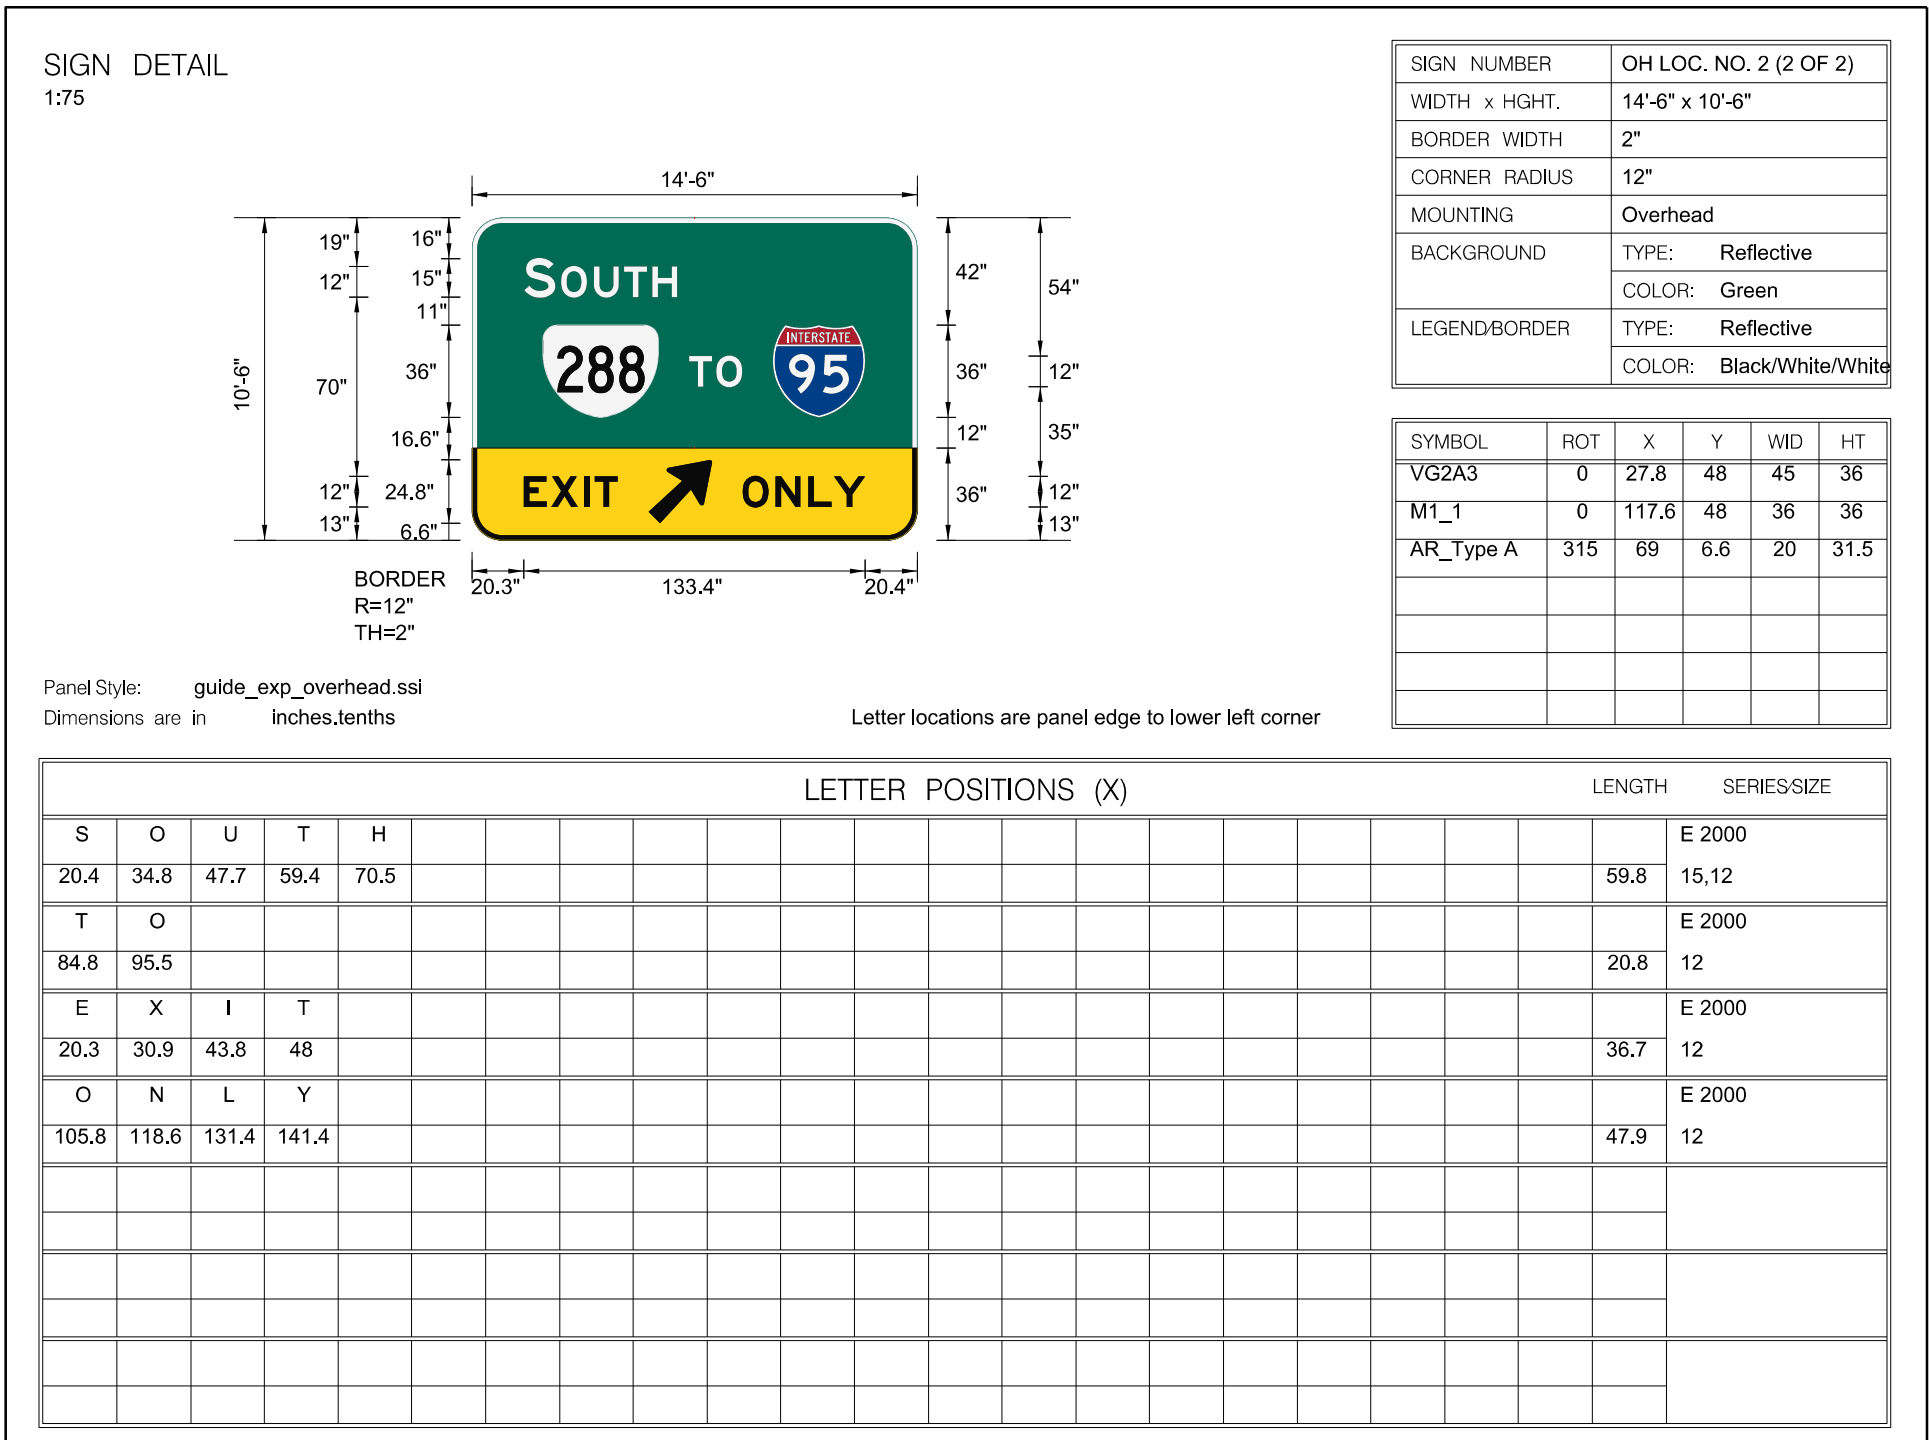 SIGN DETAIL
1:75
14'-6"
10'-6"
19"
12"
70"
12"
13"
16"
15"
11"
36"
16.6"
24.8"
6.6"
SOUTH
288 TO INTERSTATE 95
EXIT ONLY
42"
36"
12"
36"
54"
12"
35"
12"
13"
20.3" 133.4" 20.4"
BORDER
R=12"
TH=2"
Panel Style: guide_exp_overhead.ssi
Dimensions are in inches.tenths
Letter locations are panel edge to lower left corner
SIGN NUMBER OH LOC. NO. 2 (2 OF 2)
WIDTH x HGHT. 14'-6" x 10'-6"
BORDER WIDTH 2"
CORNER RADIUS 12"
MOUNTING Overhead
BACKGROUND TYPE: Reflective
COLOR: Green
LEGEND/BORDER TYPE: Reflective
COLOR: Black/White/White
SYMBOL ROT X Y WID HT
VG2A3 0 27.8 48 45 36
M1_1 0 117.6 48 36 36
AR_Type A 315 69 6.6 20 31.5
LETTER POSITIONS (X) LENGTH SERIES/SIZE
S O U T H E 2000
20.4 34.8 47.7 59.4 70.5 59.8 15,12
T O E 2000
84.8 95.5 20.8 12
E X I T E 2000
20.3 30.9 43.8 48 36.7 12
O N L Y E 2000
105.8 118.6 131.4 141.4 47.9 12